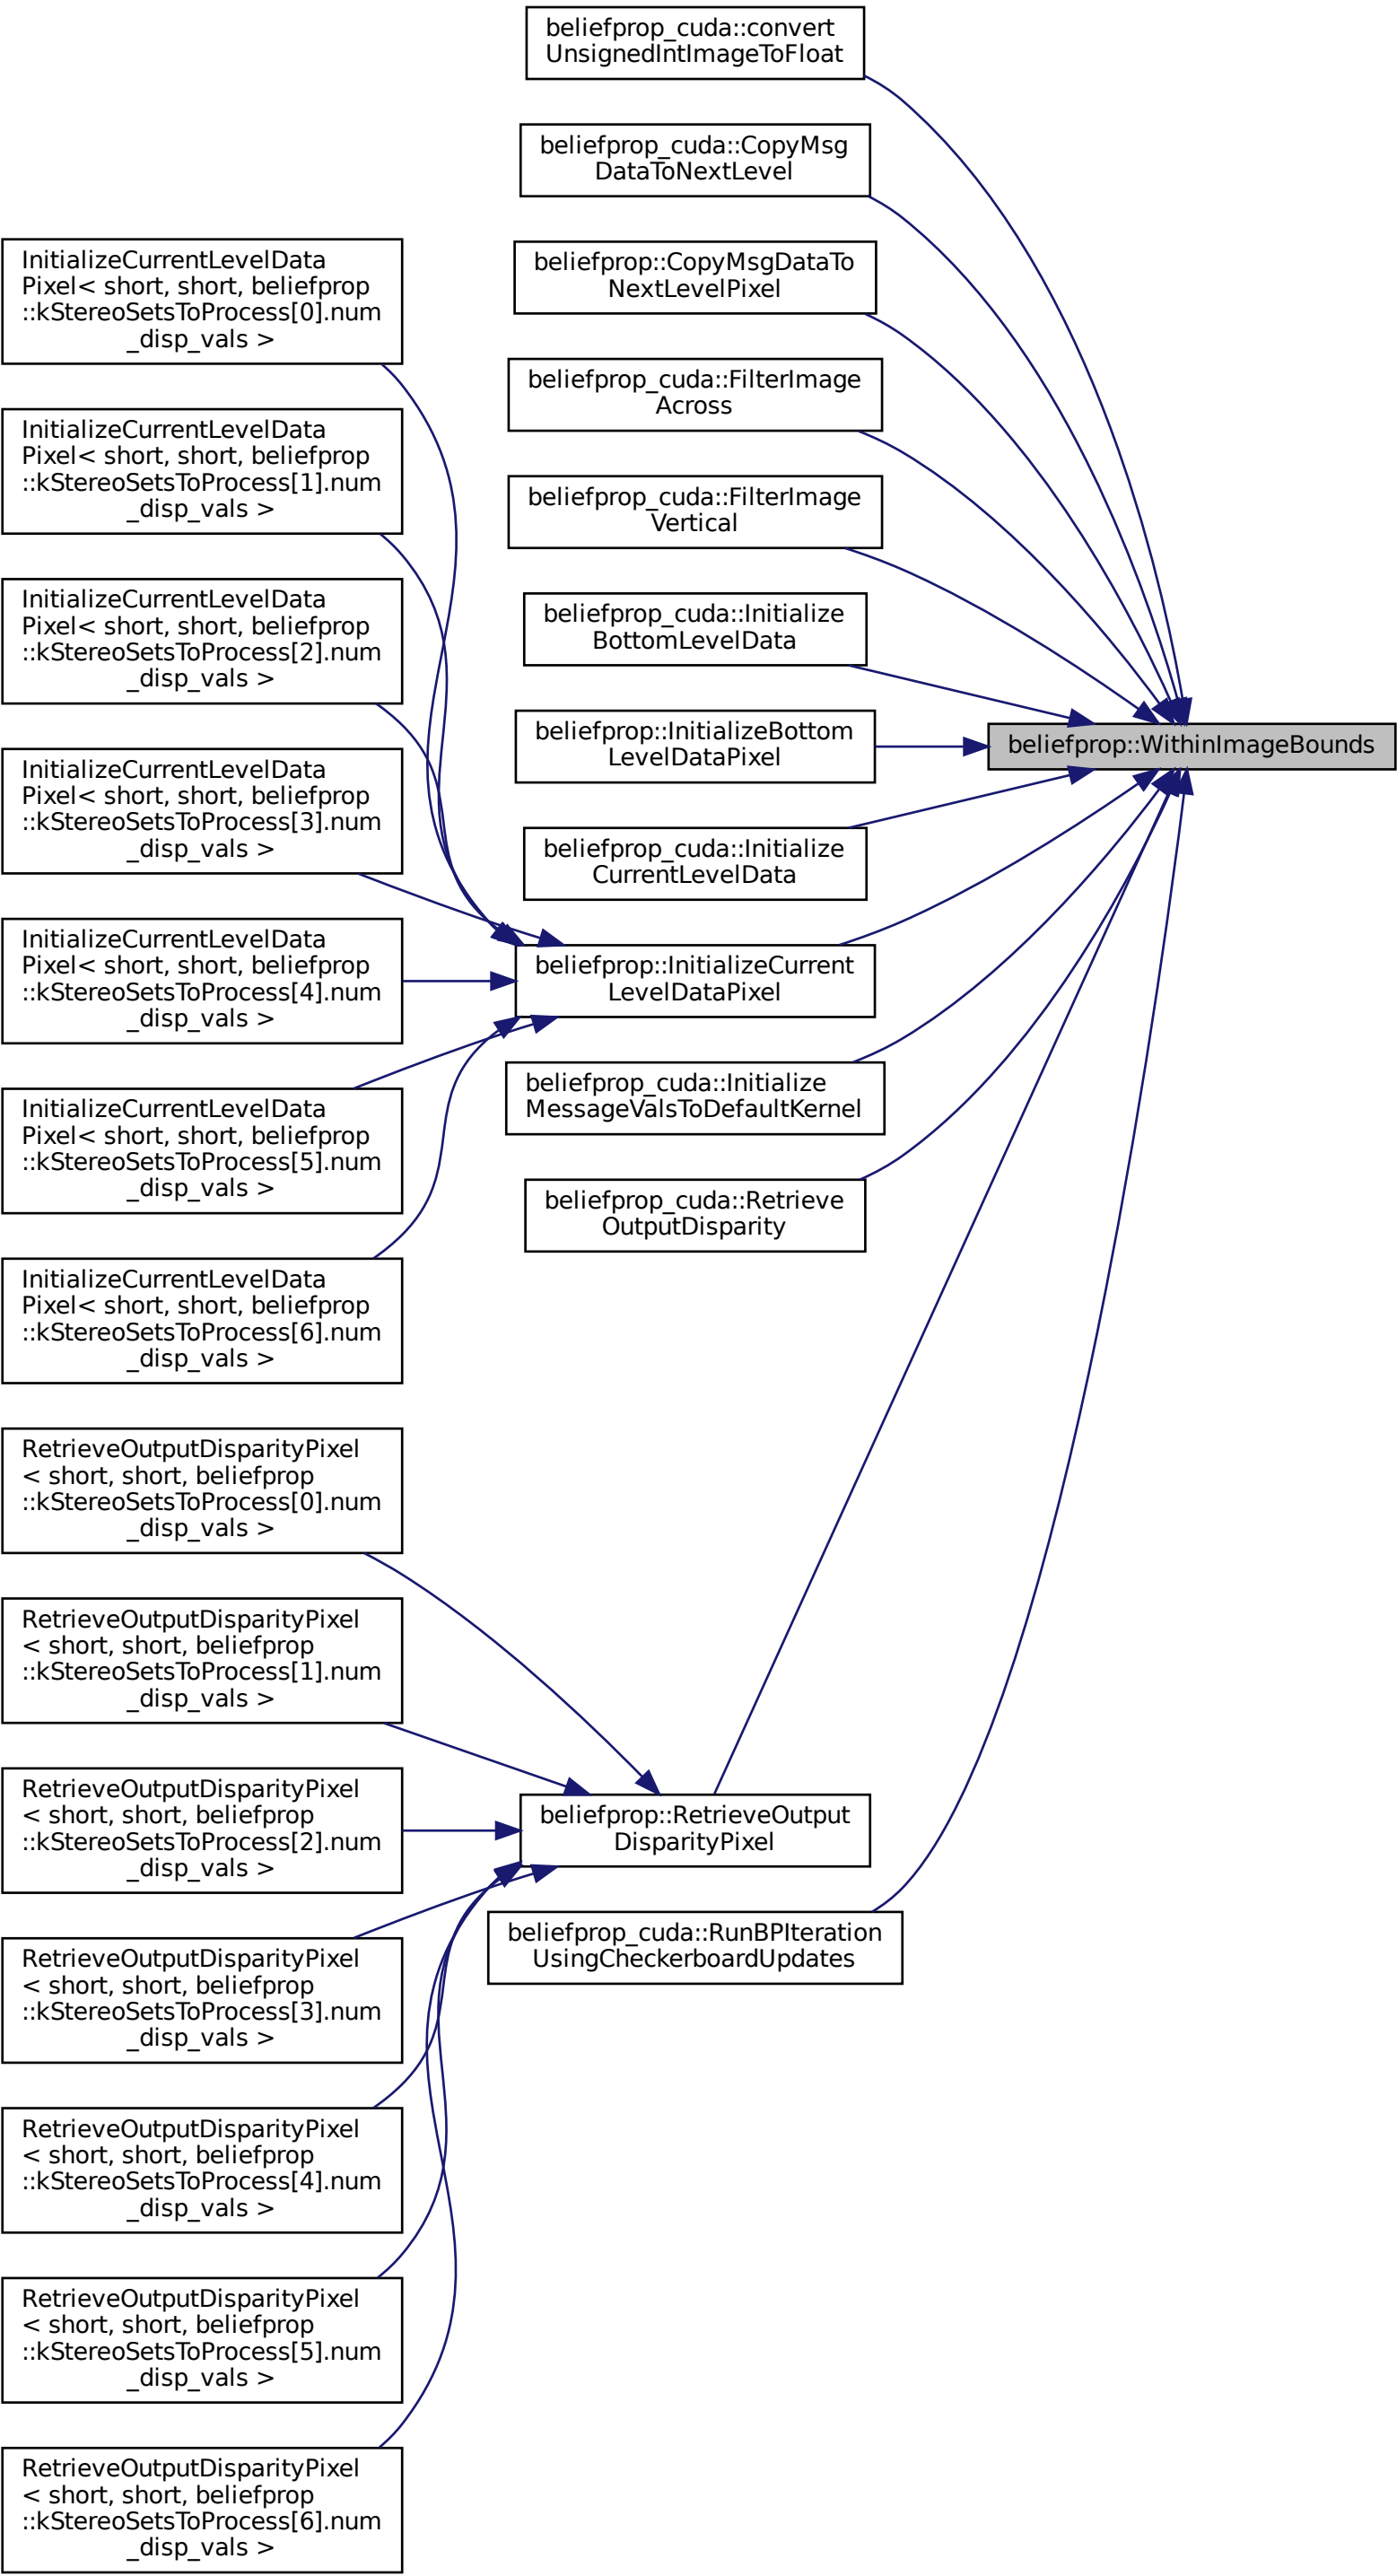 beliefprop_cuda::convert
UnsignedIntImageToFloat
beliefprop_cuda::CopyMsg
DataToNextLevel
beliefprop::CopyMsgDataTo
NextLevelPixel
beliefprop_cuda::FilterImage
Across
beliefprop_cuda::FilterImage
Vertical
beliefprop_cuda::Initialize
BottomLevelData
beliefprop::InitializeBottom
LevelDataPixel
beliefprop::WithinImageBounds
beliefprop_cuda::Initialize
CurrentLevelData
beliefprop::InitializeCurrent
LevelDataPixel
beliefprop_cuda::Initialize
MessageValsToDefaultKernel
beliefprop_cuda::Retrieve
OutputDisparity
beliefprop::RetrieveOutput
DisparityPixel
beliefprop_cuda::RunBPIteration
UsingCheckerboardUpdates
InitializeCurrentLevelData
Pixel< short, short, beliefprop
::kStereoSetsToProcess[0].num
_disp_vals >
InitializeCurrentLevelData
Pixel< short, short, beliefprop
::kStereoSetsToProcess[1].num
_disp_vals >
InitializeCurrentLevelData
Pixel< short, short, beliefprop
::kStereoSetsToProcess[2].num
_disp_vals >
InitializeCurrentLevelData
Pixel< short, short, beliefprop
::kStereoSetsToProcess[3].num
_disp_vals >
InitializeCurrentLevelData
Pixel< short, short, beliefprop
::kStereoSetsToProcess[4].num
_disp_vals >
InitializeCurrentLevelData
Pixel< short, short, beliefprop
::kStereoSetsToProcess[5].num
_disp_vals >
InitializeCurrentLevelData
Pixel< short, short, beliefprop
::kStereoSetsToProcess[6].num
_disp_vals >
RetrieveOutputDisparityPixel
< short, short, beliefprop
::kStereoSetsToProcess[0].num
_disp_vals >
RetrieveOutputDisparityPixel
< short, short, beliefprop
::kStereoSetsToProcess[1].num
_disp_vals >
RetrieveOutputDisparityPixel
< short, short, beliefprop
::kStereoSetsToProcess[2].num
_disp_vals >
RetrieveOutputDisparityPixel
< short, short, beliefprop
::kStereoSetsToProcess[3].num
_disp_vals >
RetrieveOutputDisparityPixel
< short, short, beliefprop
::kStereoSetsToProcess[4].num
_disp_vals >
RetrieveOutputDisparityPixel
< short, short, beliefprop
::kStereoSetsToProcess[5].num
_disp_vals >
RetrieveOutputDisparityPixel
< short, short, beliefprop
::kStereoSetsToProcess[6].num
_disp_vals >